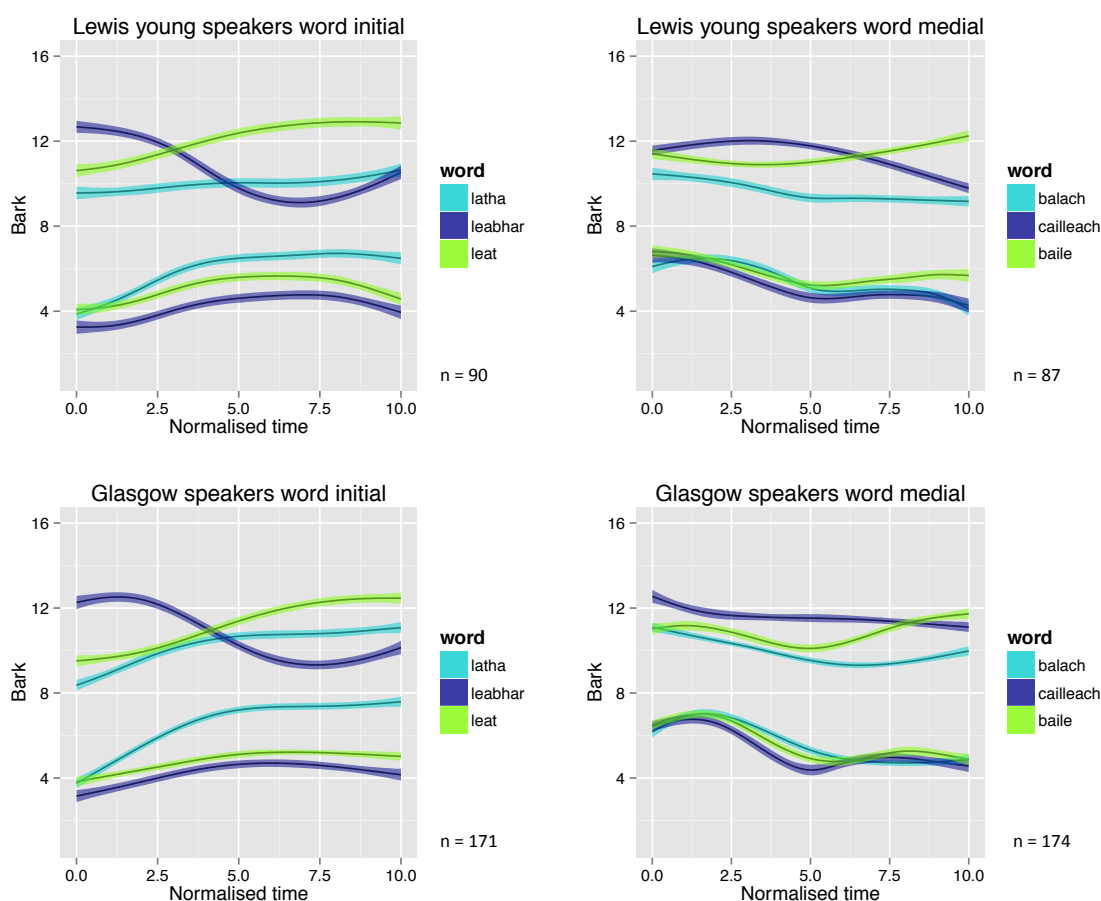 Lewis young speakers word initial
16
12
8
4
Bark
0.0 2.5 5.0 7.5 10.0
Normalised time
word
latha
leabhar
leat
n = 90
Lewis young speakers word medial
16
12
8
4
Bark
0.0 2.5 5.0 7.5 10.0
Normalised time
word
balach
cailleach
baile
n = 87
Glasgow speakers word initial
16
12
8
4
Bark
0.0 2.5 5.0 7.5 10.0
Normalised time
word
latha
leabhar
leat
n = 171
Glasgow speakers word medial
16
12
8
4
Bark
0.0 2.5 5.0 7.5 10.0
Normalised time
word
balach
cailleach
baile
n = 174